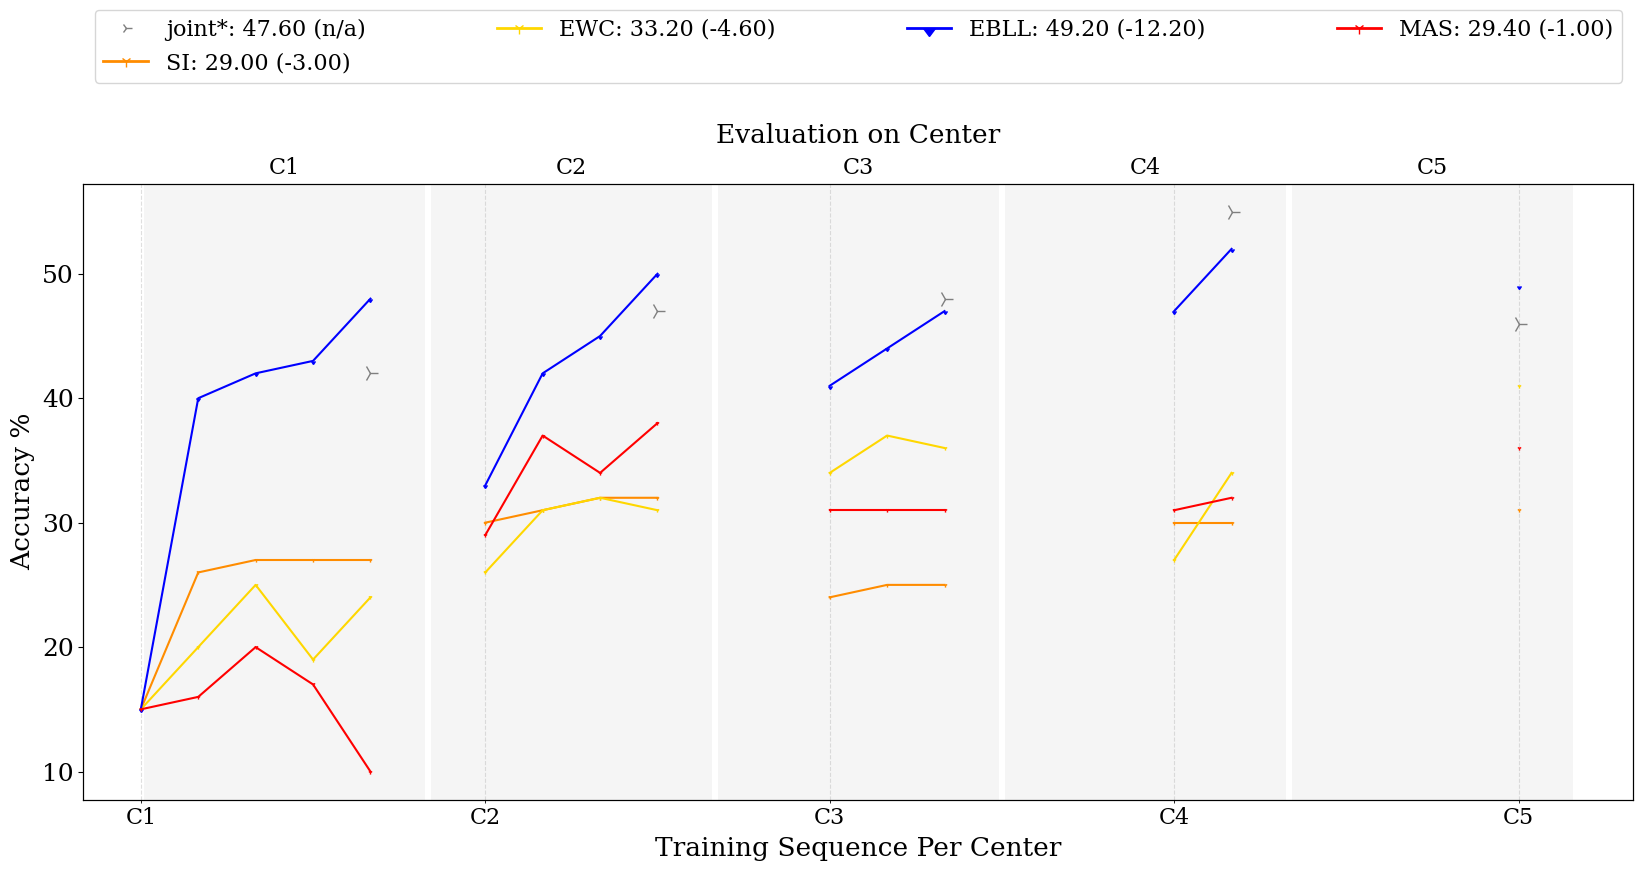 joint*: 47.60 (n/a) EWC: 33.20 (-4.60) EBLL: 49.20 (-12.20) MAS: 29.40 (-1.00)
SI: 29.00 (-3.00)
Evaluation on Center
C1 C2 C3 C4 C5
50
40
30
20
10
Accuracy %
C1 C2 C3 C4 C5
Training Sequence Per Center